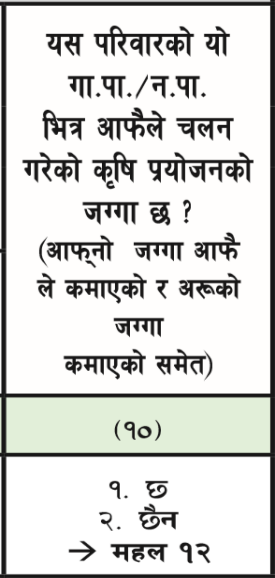 यस परिवारको यो
गा.पा./न.पा.
भित्र आफैले चलन
गरेको कृषि प्रयोजनको
जग्गा छ ?
(आफ्नो जग्गा आफै
ले कमाएको र अरूको
जग्गा
कमाएको समेत)
(१०)
१. छ
२. छैन
→ महल १२